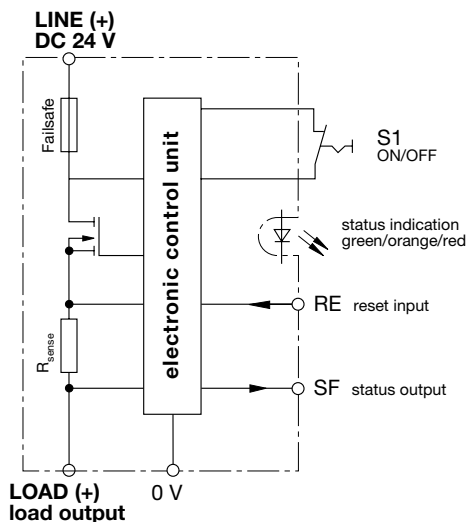 LINE (+)
DC 24 V
Failsafe
electronic control unit
S1
ON/OFF
status indication
green/orange/red
RE reset input
Rsense
SF status output
LOAD (+)
load output
0 V